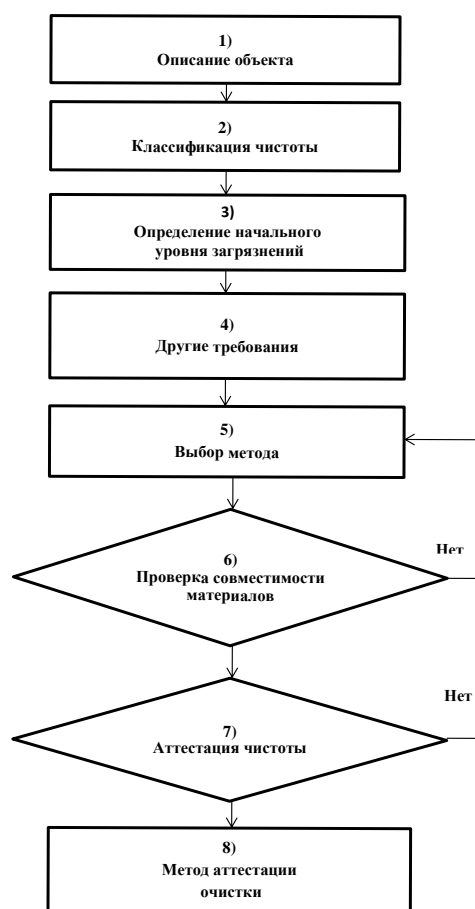 1)
Описание объекта
2)
Классификация чистоты
3)
Определение начального
уровня загрязнений
4)
Другие требования
5)
Выбор метода
Нет
6)
Проверка совместимости
материалов
Нет
7)
Аттестация чистоты
8)
Метод аттестации
очистки